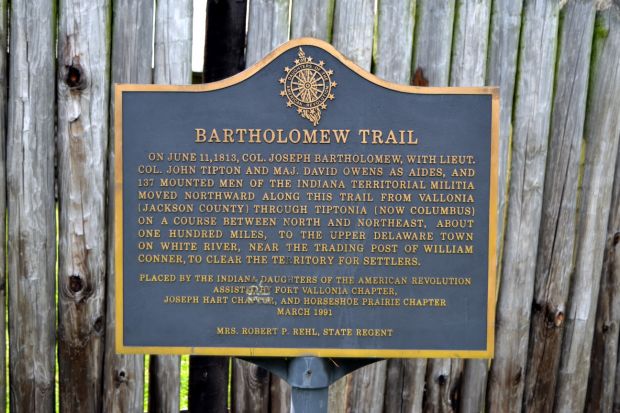 BARTHOLOMEW TRAIL
ON JUNE 11, 1813, COL. JOSEPH BARTHOLOMEW, WITH LIEUT.
COL. JOHN TIPTON AND MAJ. DAVID OWENS AS AIDES, AND
137 MOUNTED MEN OF THE INDIANA TERRITORIAL MILITIA
MOVED NORTHWARD ALONG THIS TRAIL FROM VALLONIA
(JACKSON COUNTY) THROUGH TIPTONIA (NOW COLUMBUS)
ON A COURSE BETWEEN NORTH AND NORTHEAST, ABOUT
ONE HUNDRED MILES, TO THE UPPER DELAWARE TOWN
ON WHITE RIVER, NEAR THE TRADING POST OF WILLIAM
CONNER, TO CLEAR THE TERRITORY FOR SETTLERS.
PLACED BY THE INDIANA DAUGHTERS OF THE AMERICAN REVOLUTION
FORT VALLONIA CHAPTER,
JOSEPH HART CHAPTER, AND HORSESHOE PRAIRIE CHAPTER
MARCH 1991
MRS. ROBERT P. REHL, STATE REGENT